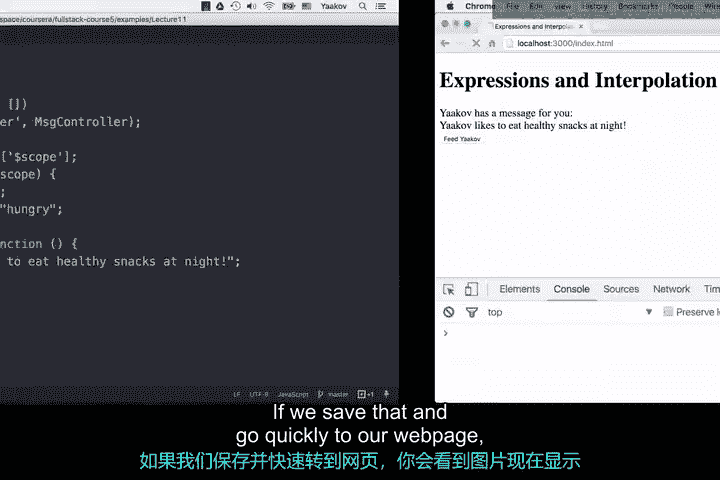 Yaakov
Chrome File Edit View History Bookmarks People
space/coursera/fullstack-course5/examples/Lecture11
Expressions and Interpola
localhost:3000/index.html
[])
er', MsgController);
['$scope'];
scope) {
;
"hungry";
nction () {
to eat healthy snacks at night!";
Expressions and Interpolation
Yaakov has a message for you:
Yaakov likes to eat healthy snacks at night!
Feed Yaakov
Elements Console Sources Network Tim
top Preserve l
LF UTF-8 JavaScript master +1
If we save that and
go quickly to our webpage,
如果我们保存并快速转到网页，你会看到图片现在显示